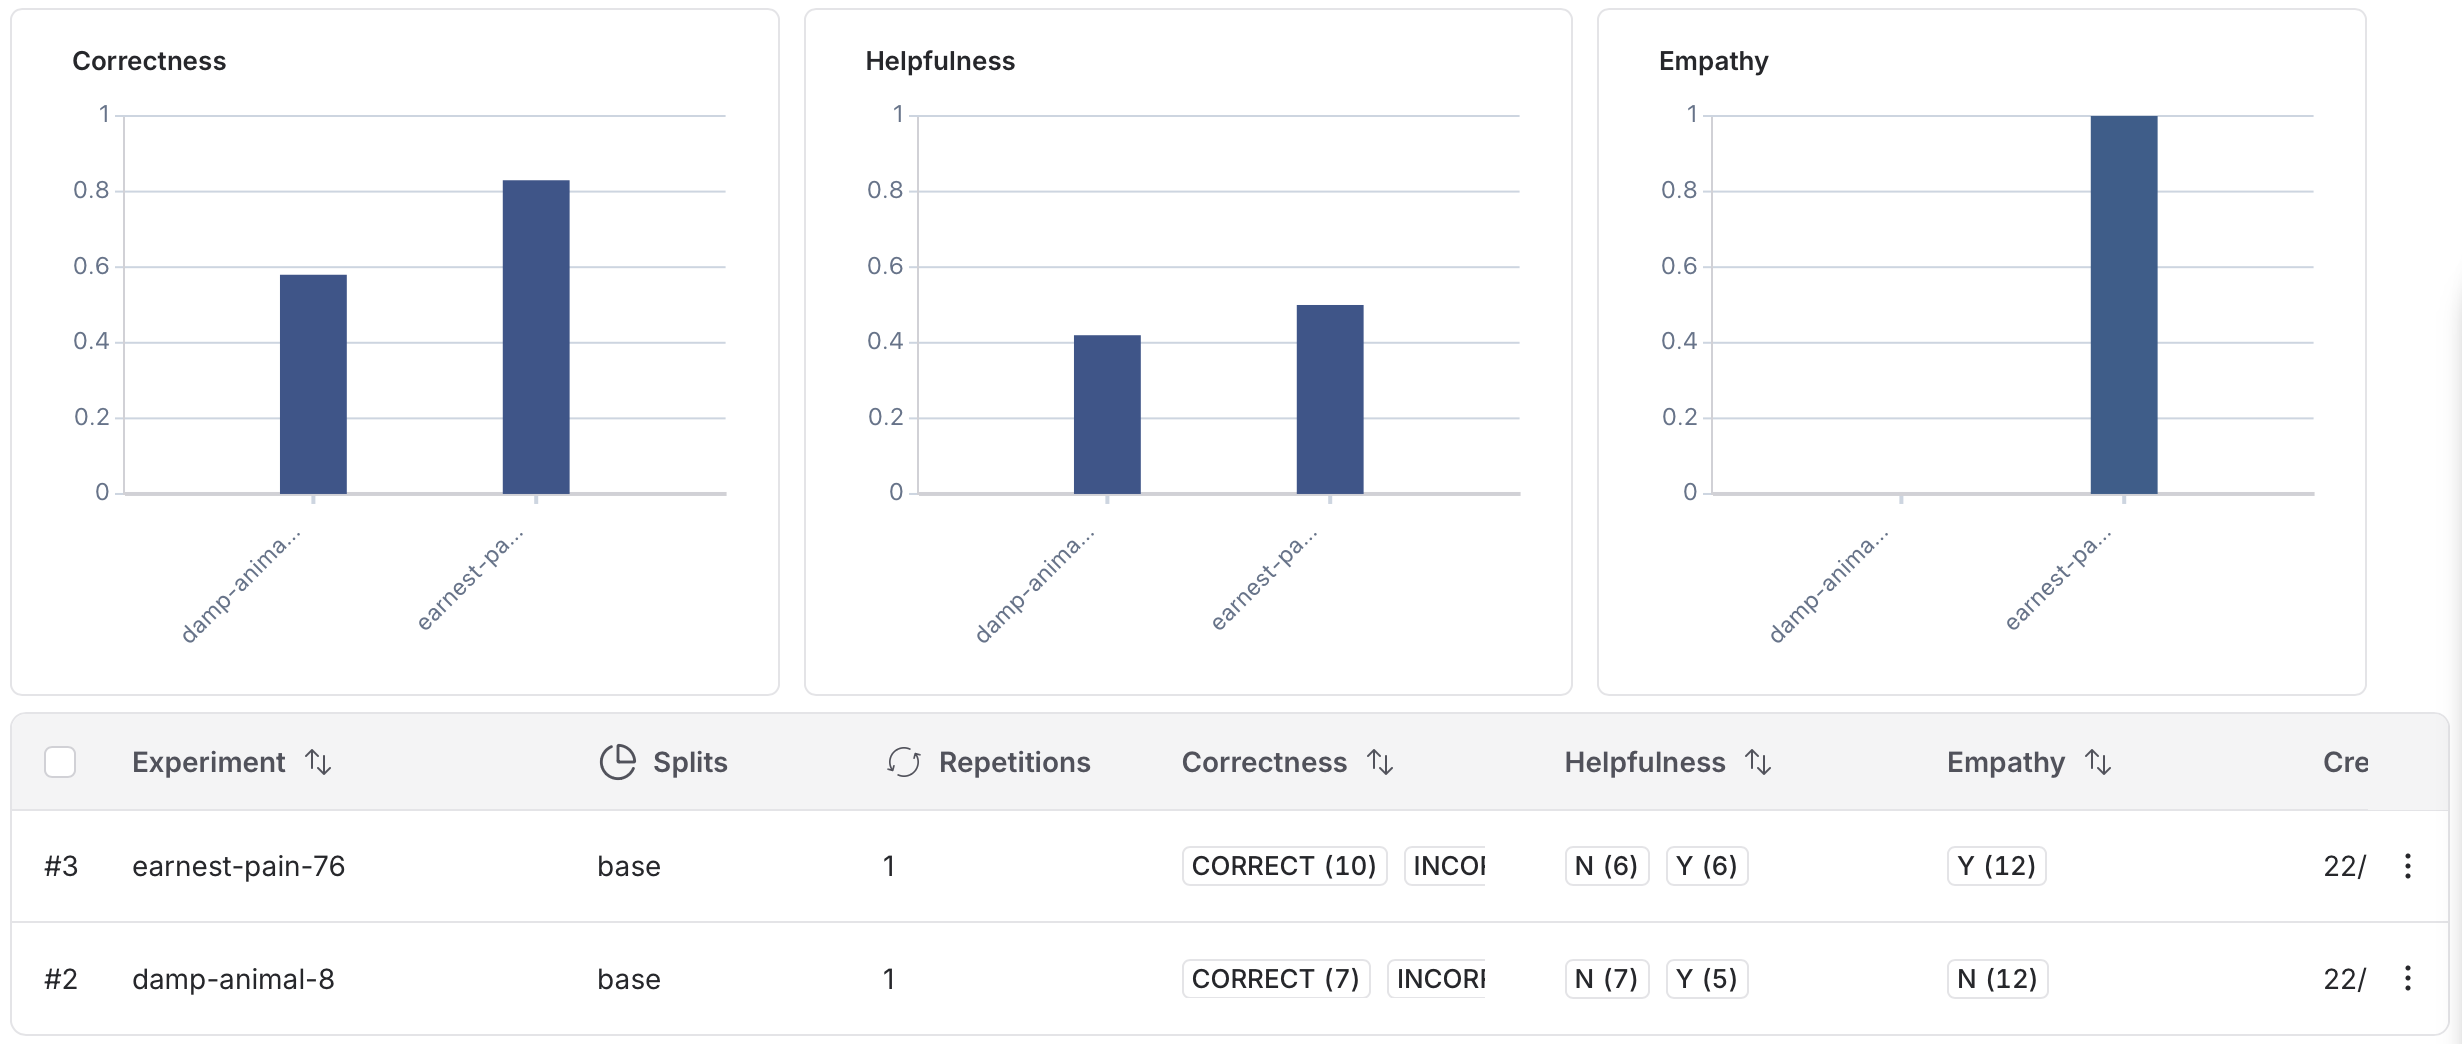 Correctness
1
0.8
0.6
0.4
0.2
0
damp-anima...
earnest-pa...
Helpfulness
1
0.8
0.6
0.4
0.2
0
damp-anima...
earnest-pa...
Empathy
1
0.8
0.6
0.4
0.2
0
damp-anima...
earnest-pa...
Experiment Splits Repetitions Correctness Helpfulness Empathy Cre
#3 earnest-pain-76 base 1 CORRECT (10) INCOR N (6) Y (6) Y (12) 22/
#2 damp-animal-8 base 1 CORRECT (7) INCORR N (7) Y (5) N (12) 22/